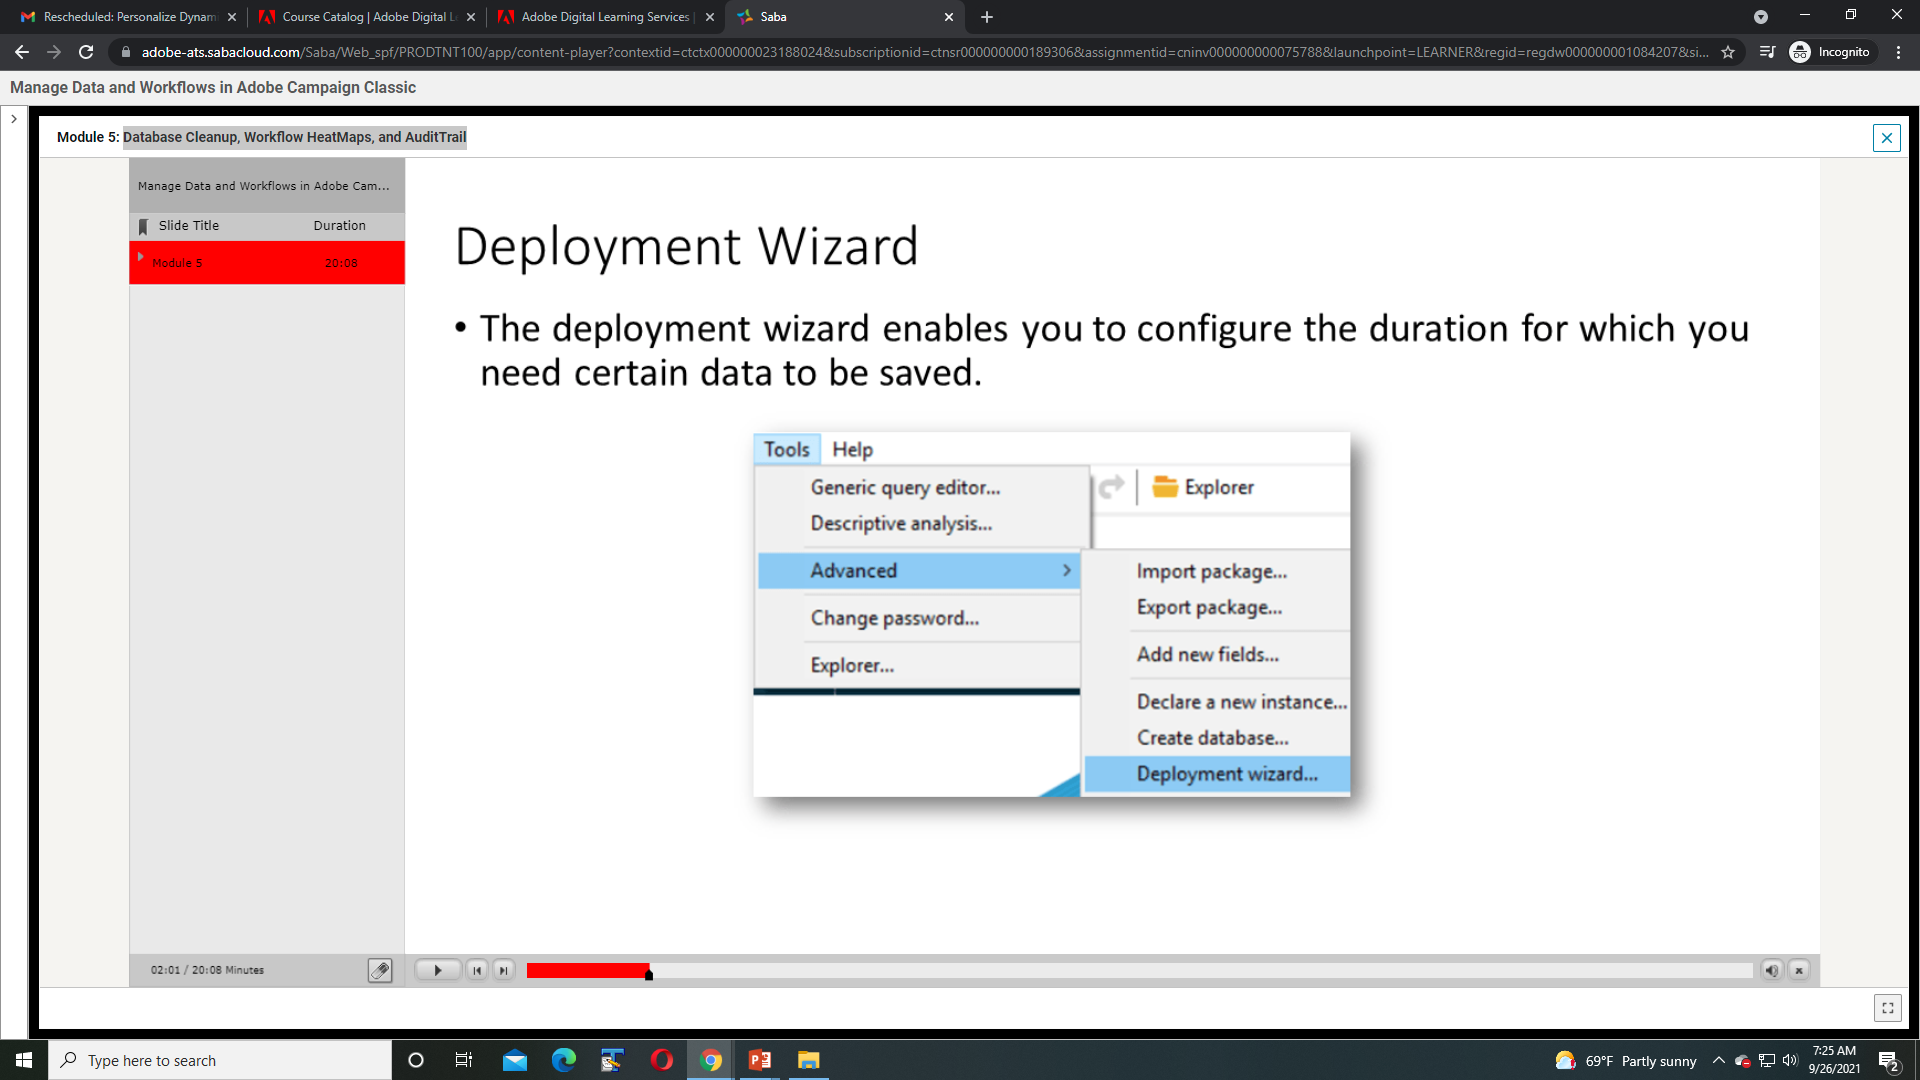 Rescheduled: Personalize Dynam
Course Catalog | Adobe Digital L
Adobe Digital Learning Services |
Saba
adobe-ats.sabacloud.com/Saba/Web_spf/PRODTNT100/app/content-player?contextid=ctctx000000023188024&subscriptionid=ctnsr0000000000189306&assignmentid=cninv000000000075788&launchpoint=LEARNER&regid=regdw000000001084207&si...
Incognito
Manage Data and Workflows in Adobe Campaign Classic
Module 5: Database Cleanup, Workflow HeatMaps, and AuditTrail
Manage Data and Workflows in Adobe Cam...
Slide Title Duration
Module 5 20:08
Deployment Wizard
• The deployment wizard enables you to configure the duration for which you
need certain data to be saved.
Tools Help
Generic query editor...
Descriptive analysis...
Advanced
Change password...
Explorer...
Explorer
Import package...
Export package...
Add new fields...
Declare a new instance...
Create database...
Deployment wizard...
02:01 / 20:08 Minutes
Type here to search
69°F Partly sunny
7:25 AM
9/26/2021
2